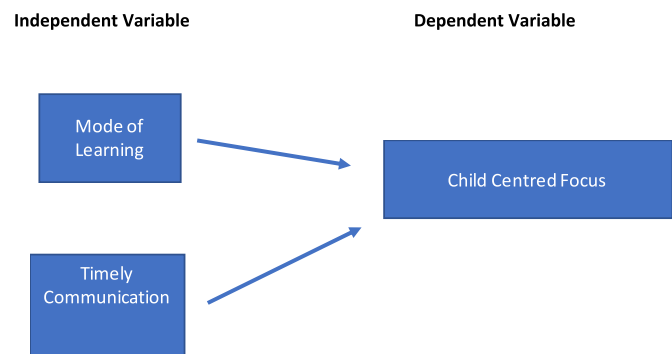 Independent Variable
Dependent Variable
Mode of
Learning
Child Centred Focus
Timely
Communication